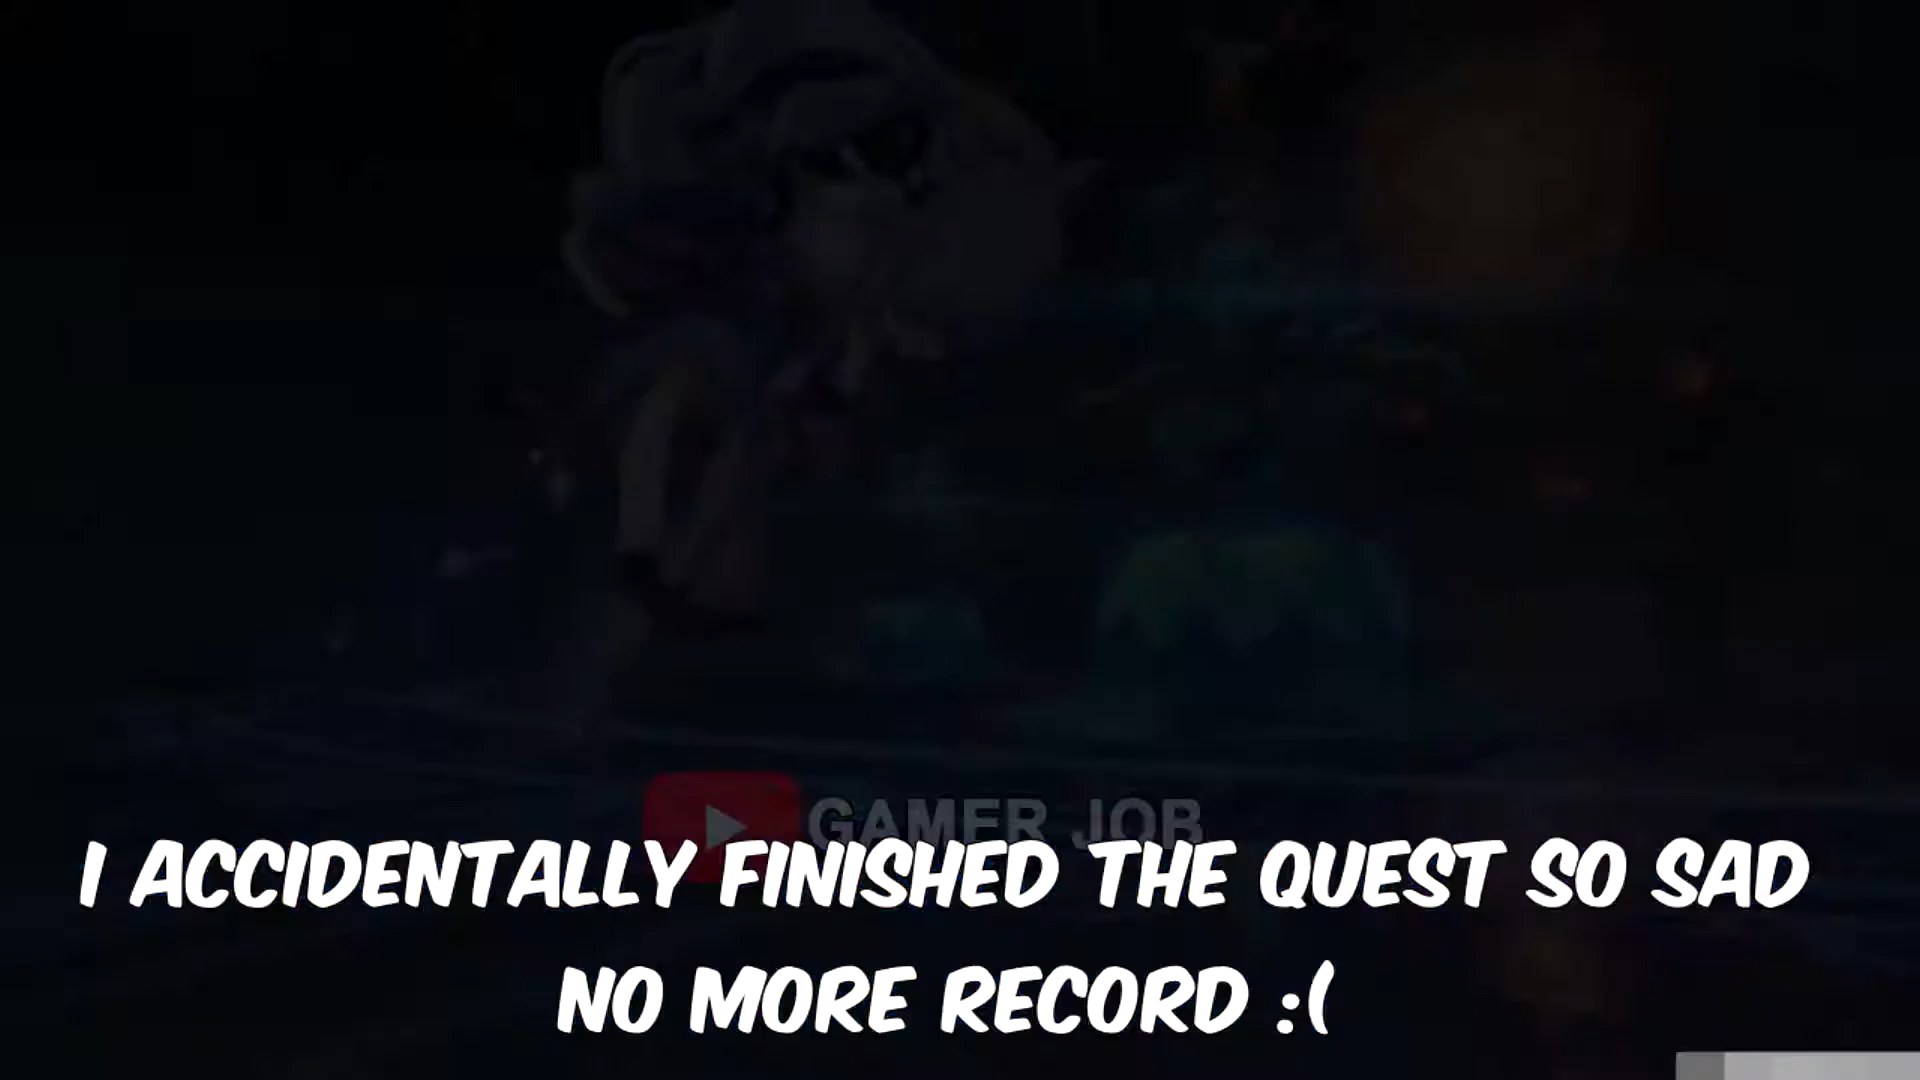 GAMER JOB
I ACCIDENTALLY FINISHED THE QUEST SO SAD
NO MORE RECORD :(